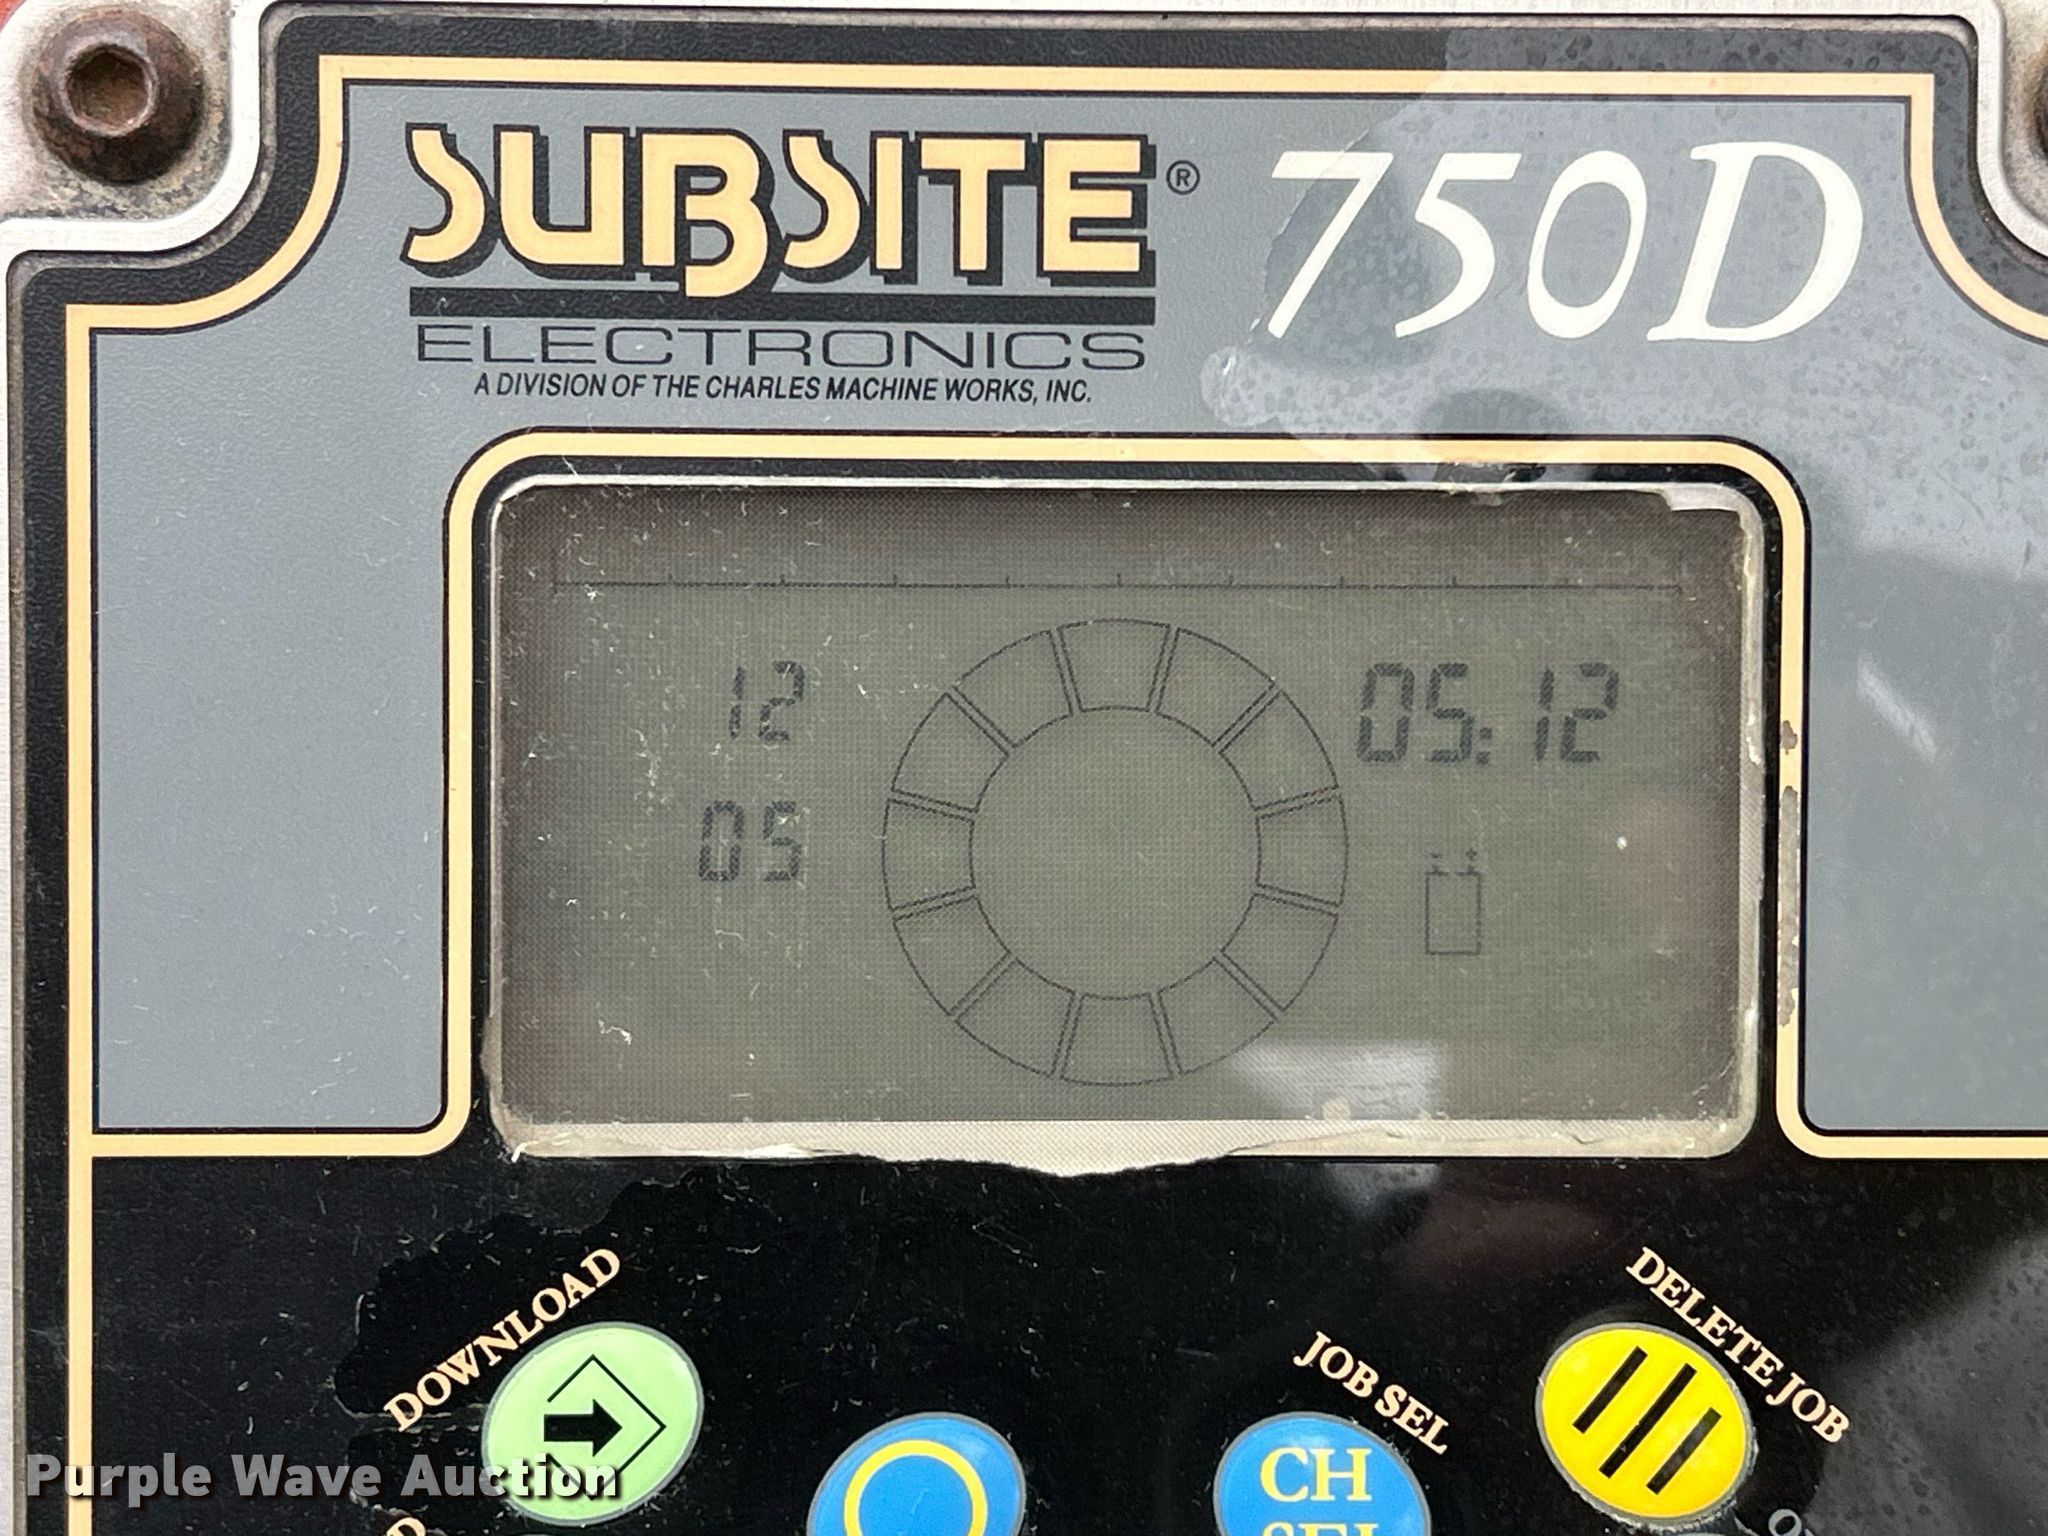 SUBSITE® 750D
ELECTRONICS
A DIVISION OF THE CHARLES MACHINE WORKS, INC.
12
05.12
05
DOWNLOAD
JOB SEL
DELETE JOB
CH
SEL
Purple Wave Auction